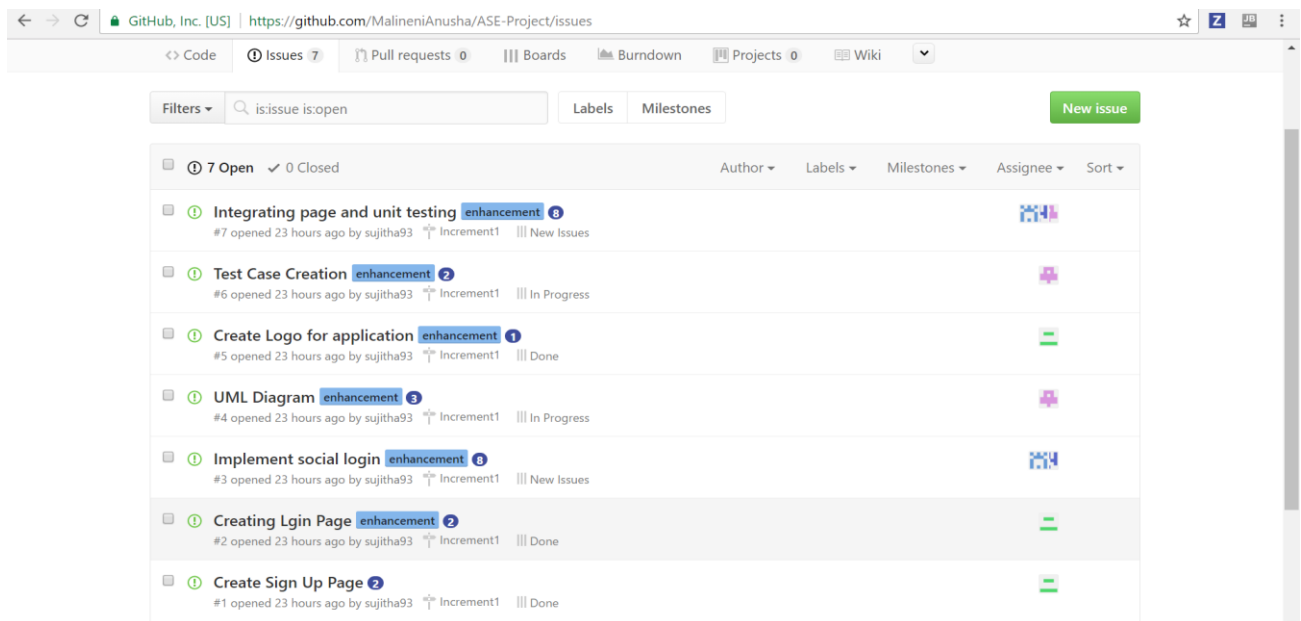 GitHub, Inc. [US] https://github.com/MalineniAnusha/ASE-Project/issues Z JB
<> Code Issues 7 Pull requests 0 Boards Burndown Projects 0 Wiki
Filters is:issue is:open Labels Milestones New issue
7 Open 0 Closed Author Labels Milestones Assignee Sort
Integrating page and unit testing enhancement 8
#7 opened 23 hours ago by sujitha93 Increment1 New Issues
Test Case Creation enhancement 2
#6 opened 23 hours ago by sujitha93 Increment1 In Progress
Create Logo for application enhancement 1
#5 opened 23 hours ago by sujitha93 Increment1 Done
UML Diagram enhancement 3
#4 opened 23 hours ago by sujitha93 Increment1 In Progress
Implement social login enhancement 8
#3 opened 23 hours ago by sujitha93 Increment1 New Issues
Creating Lgin Page enhancement 2
#2 opened 23 hours ago by sujitha93 Increment1 Done
Create Sign Up Page 2
#1 opened 23 hours ago by sujitha93 Increment1 Done